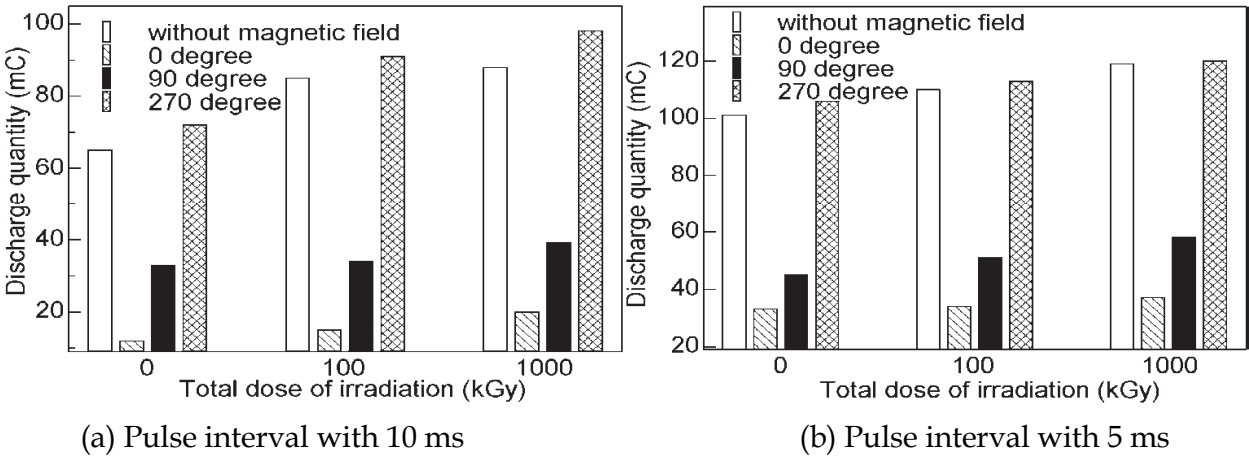 100
80
60
40
20
Discharge quantity (mC)
without magnetic field
0 degree
90 degree
270 degree
0 100 1000
Total dose of irradiation (kGy)
(a) Pulse interval with 10 ms
120
100
80
60
40
20
Discharge quantity (mC)
without magnetic field
0 degree
90 degree
270 degree
0 100 1000
Total dose of irradiation (kGy)
(b) Pulse interval with 5 ms